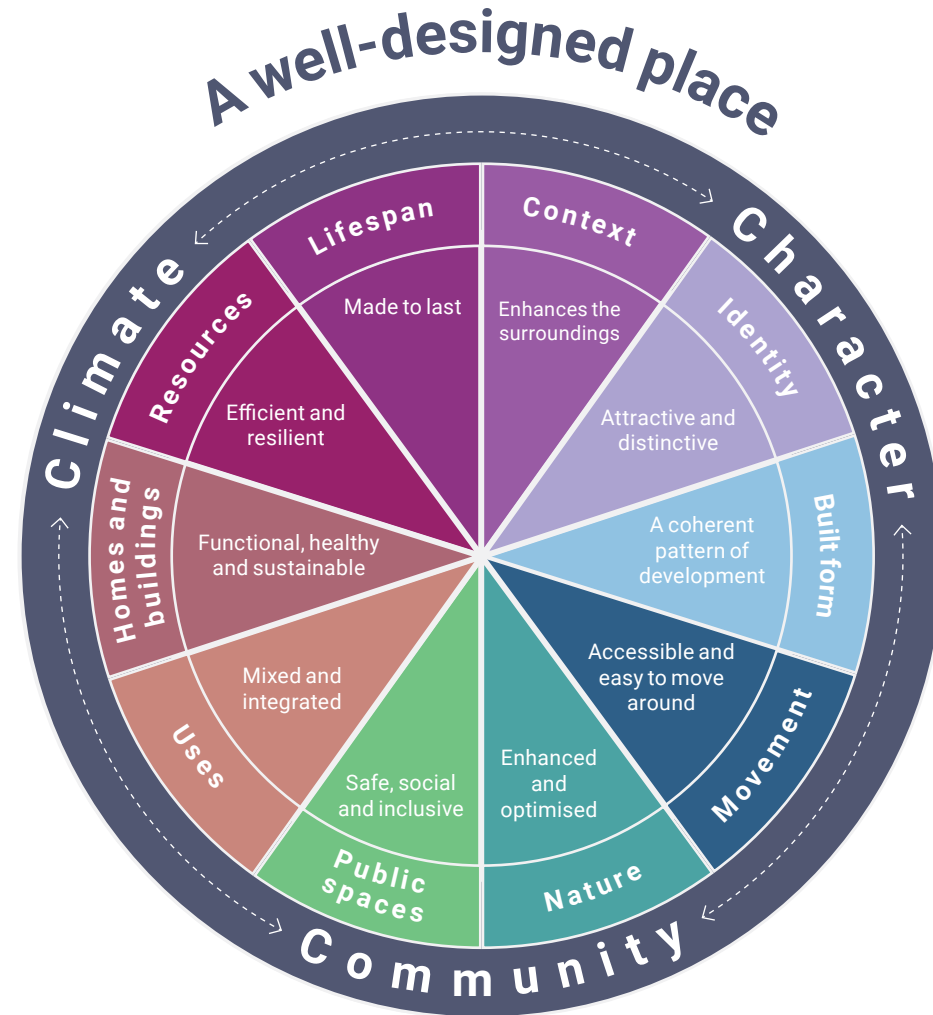 A well-designed place
Climate
Character
Community
Context
Enhances the
surroundings
Identity
Attractive and
distinctive
Built form
A coherent
pattern of
development
Movement
Accessible and
easy to move
around
Nature
Enhanced
and
optimised
Public
spaces
Safe, social
and inclusive
Uses
Mixed and
integrated
Homes and
buildings
Functional, healthy
and sustainable
Resources
Efficient and
resilient
Lifespan
Made to last